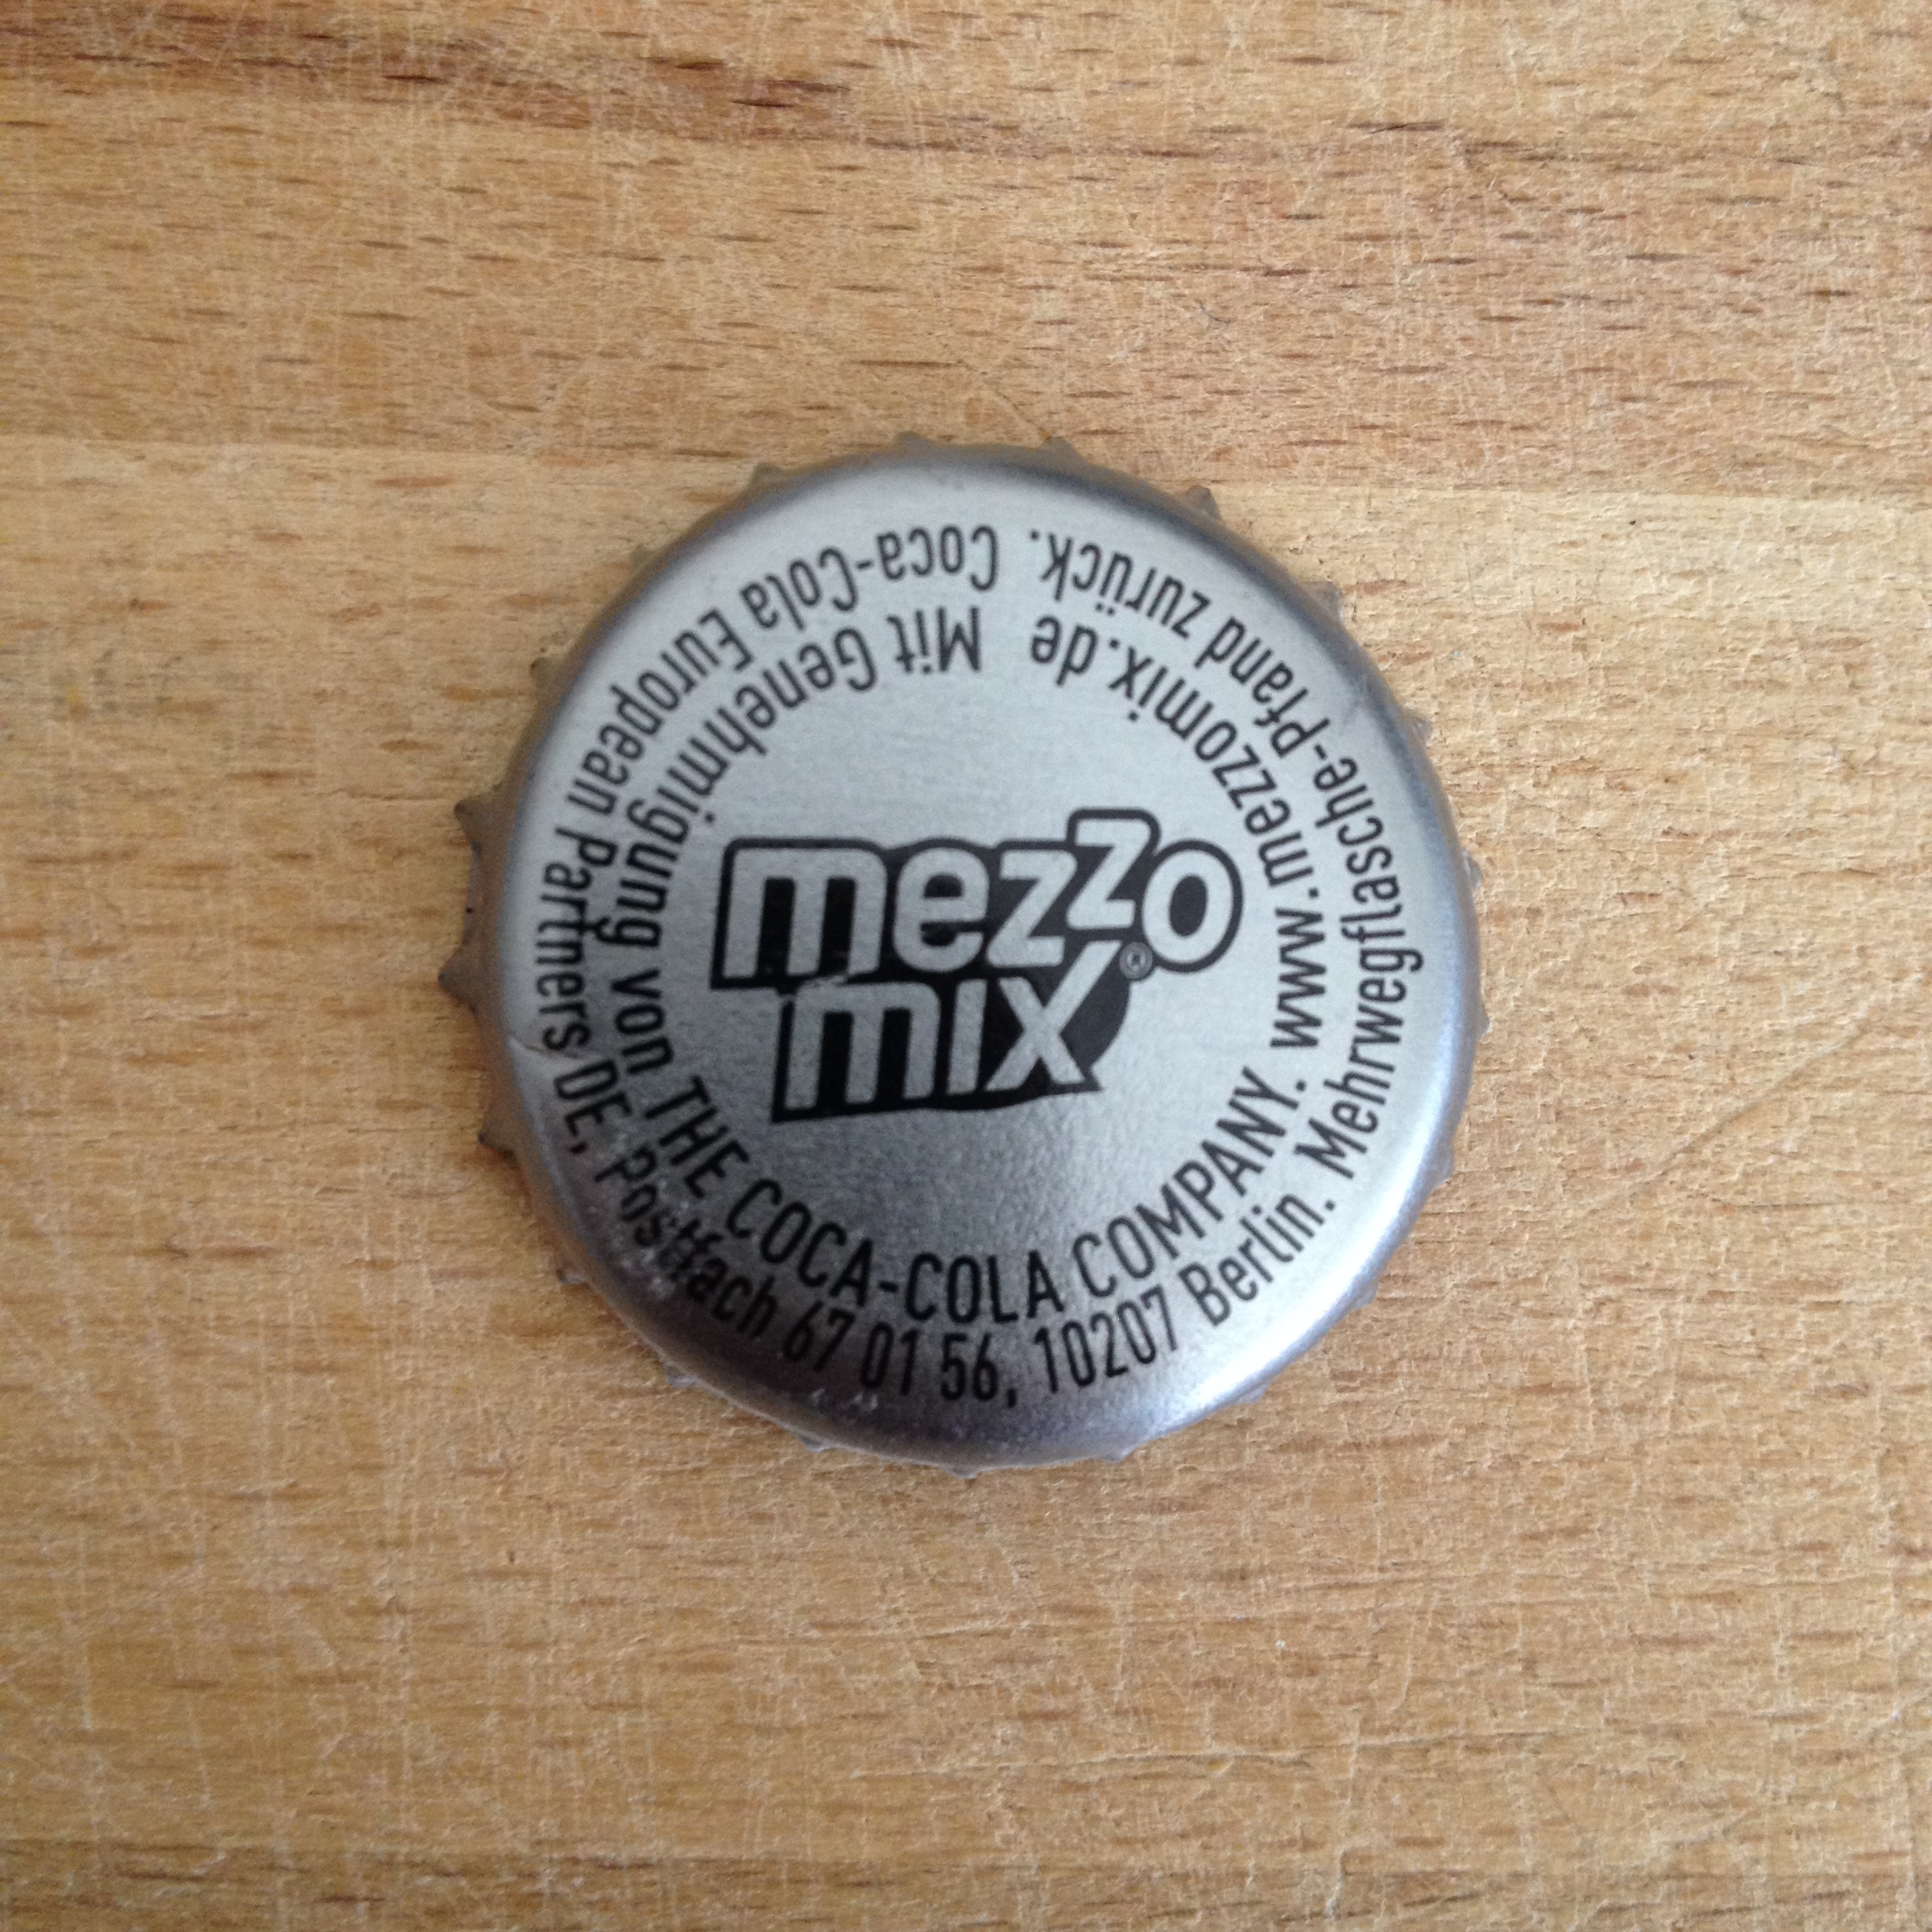 mezzo
mix®
Coca-Cola European Partners DE, Postfach 67 01 56, 10207 Berlin. Mehrwegflasche-Pfand zurück.
Mit Genehmigung von THE COCA-COLA COMPANY. www.mezzomix.de